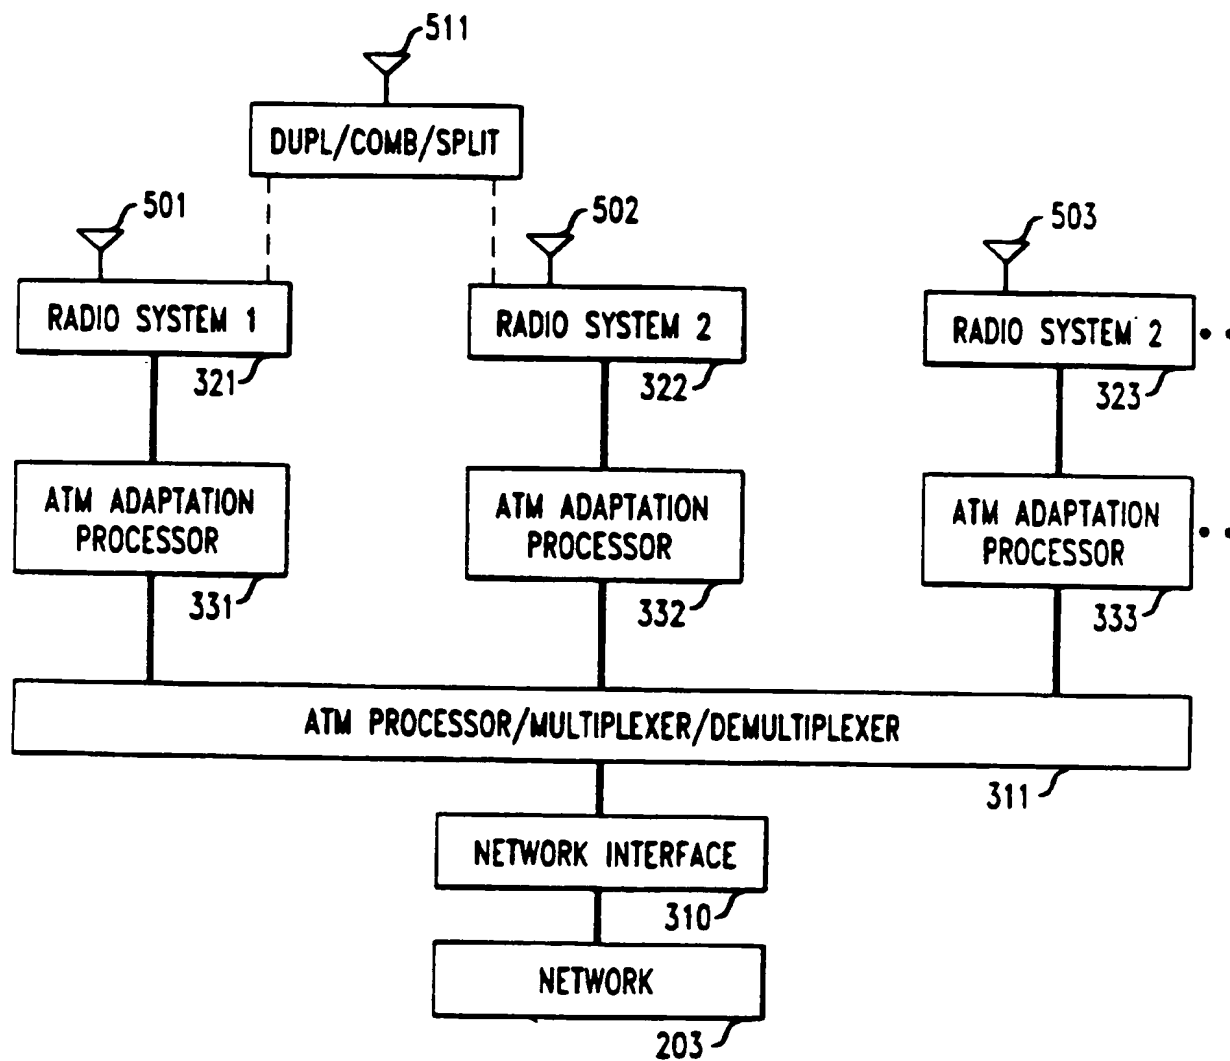 511
DUPL/COMB/SPLIT
501
502
503
RADIO SYSTEM 1
RADIO SYSTEM 2
RADIO SYSTEM 2
321
322
323
ATM ADAPTATION
PROCESSOR
ATM ADAPTATION
PROCESSOR
ATM ADAPTATION
PROCESSOR
331
332
333
ATM PROCESSOR/MULTIPLEXER/DEMULTIPLEXER
311
NETWORK INTERFACE
310
NETWORK
203